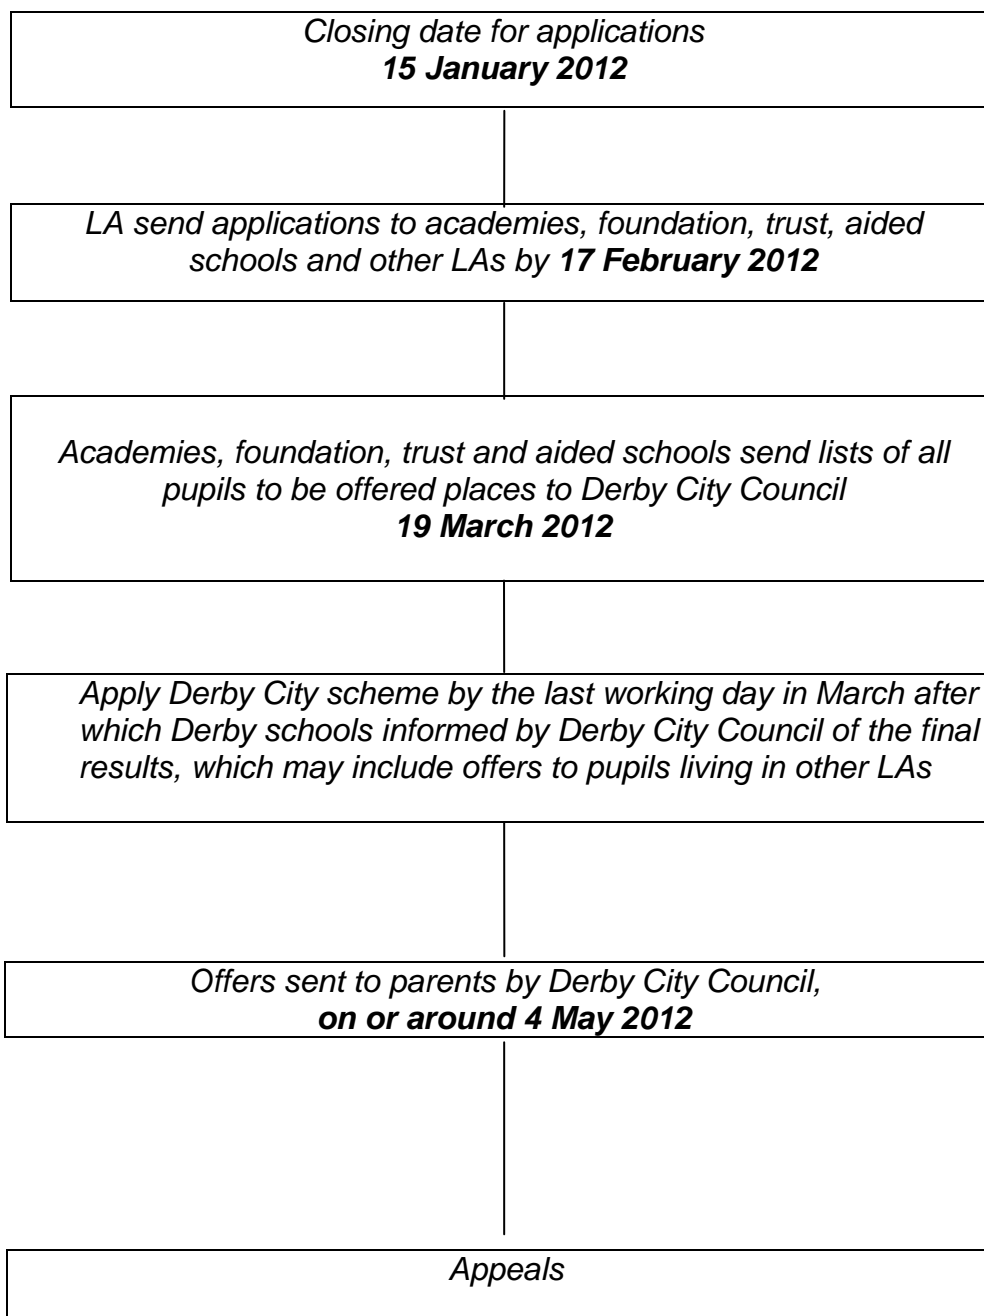 Closing date for applications
15 January 2012
LA send applications to academies, foundation, trust, aided
schools and other LAs by 17 February 2012
Academies, foundation, trust and aided schools send lists of all
pupils to be offered places to Derby City Council
19 March 2012
Apply Derby City scheme by the last working day in March after
which Derby schools informed by Derby City Council of the final
results, which may include offers to pupils living in other LAs
Offers sent to parents by Derby City Council,
on or around 4 May 2012
Appeals